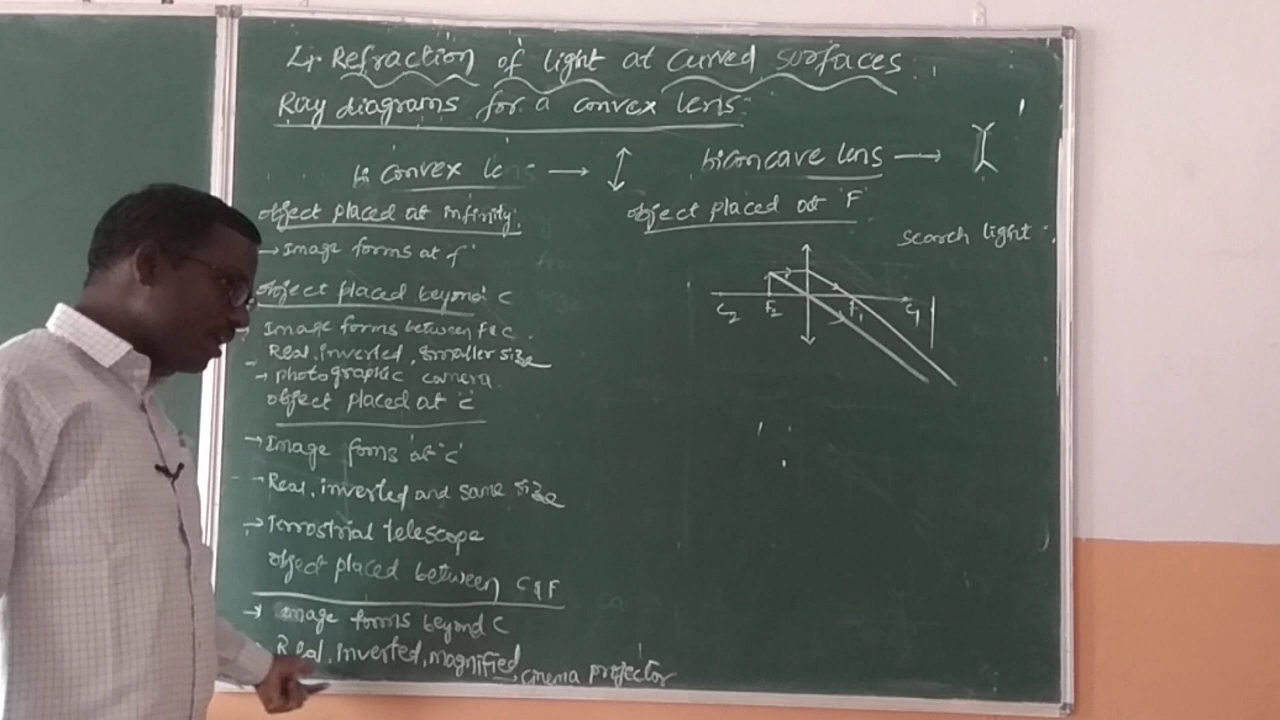 4. Refraction of light at curved surfaces
Ray diagrams for a convex lens:
bi convex le →
biconcave lens →
object placed at infinity.
→ Image forms at f
object placed beyond c
Image forms between F & C.
Real, inverted, smaller size
→ photographic camera.
object placed at 'c'
→ Image forms at 'c'
→ Real, inverted and same size
→ Terrostrial telescope
object placed between C & F
→ Image forms beyond C
Real, inverted, magnified
→ cinema projector
object placed at 'F'
search light
C2 F2 F1 C1